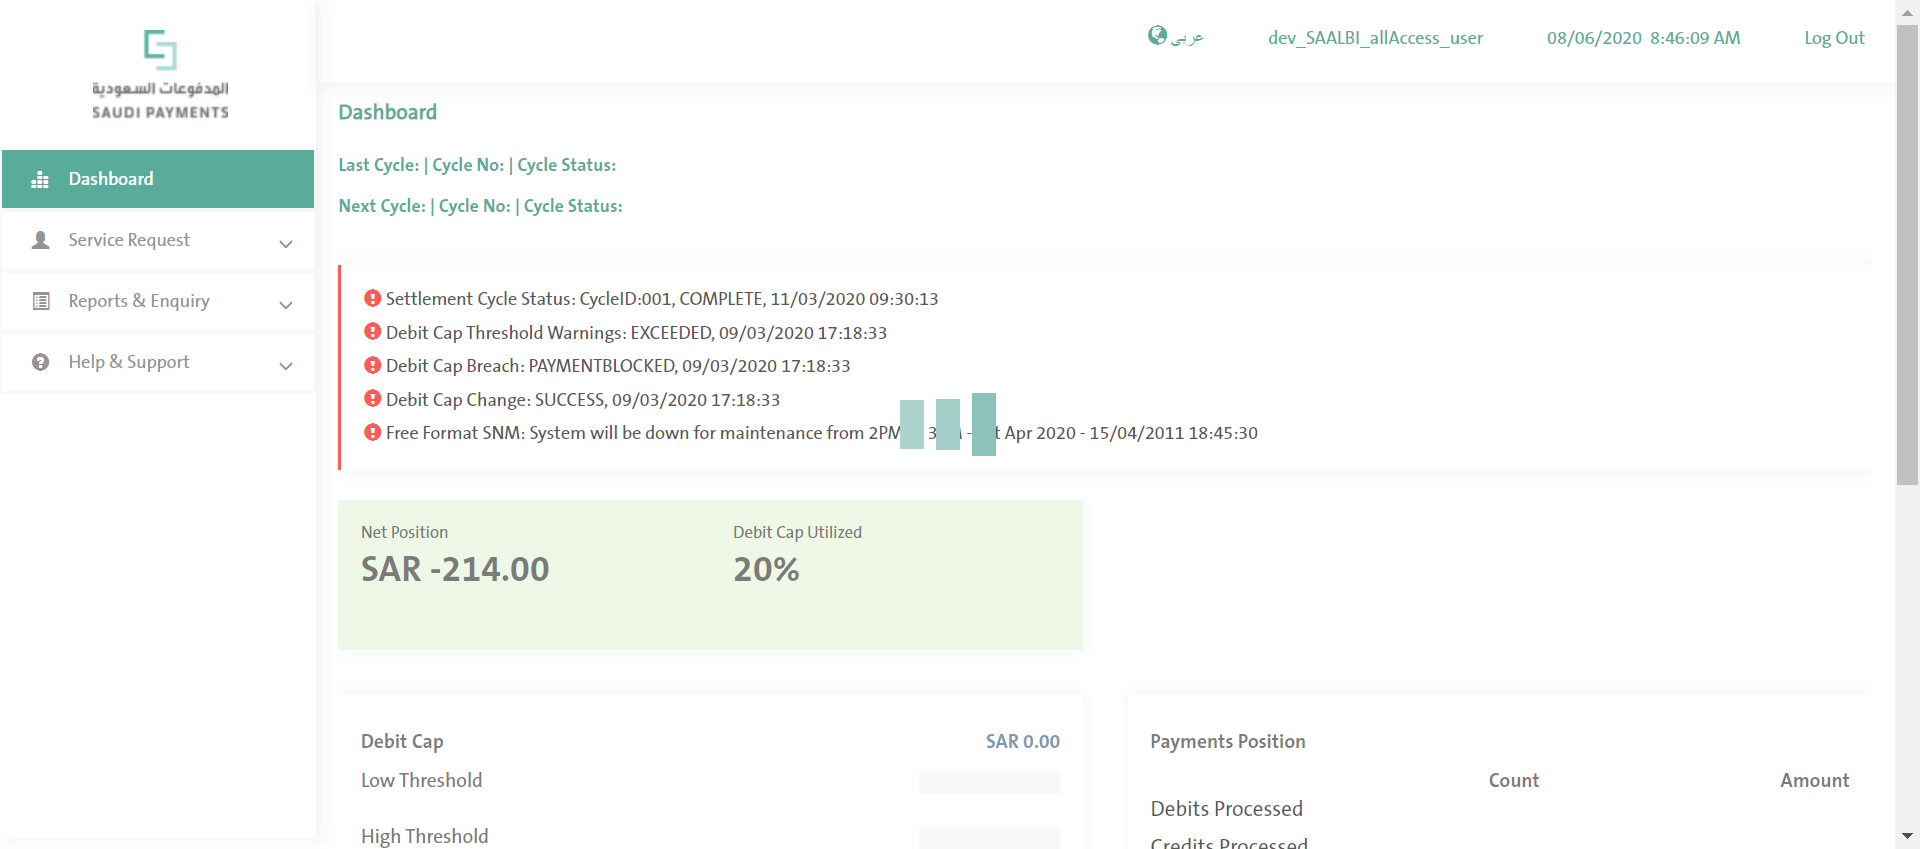 المدفوعات السعودية
SAUDI PAYMENTS
عربي
dev_SAALBI_allAccess_user
08/06/2020 8:46:09 AM
Log Out
Dashboard
Service Request
Reports & Enquiry
Help & Support
Dashboard
Last Cycle: | Cycle No: | Cycle Status:
Next Cycle: | Cycle No: | Cycle Status:
Settlement Cycle Status: CycleID:001, COMPLETE, 11/03/2020 09:30:13
Debit Cap Threshold Warnings: EXCEEDED, 09/03/2020 17:18:33
Debit Cap Breach: PAYMENTBLOCKED, 09/03/2020 17:18:33
Debit Cap Change: SUCCESS, 09/03/2020 17:18:33
Free Format SNM: System will be down for maintenance from 2PM - Apr 2020 - 15/04/2011 18:45:30
Net Position
SAR -214.00
Debit Cap Utilized
20%
Debit Cap SAR 0.00
Low Threshold
High Threshold
Payments Position
Count Amount
Debits Processed
Credits Processed